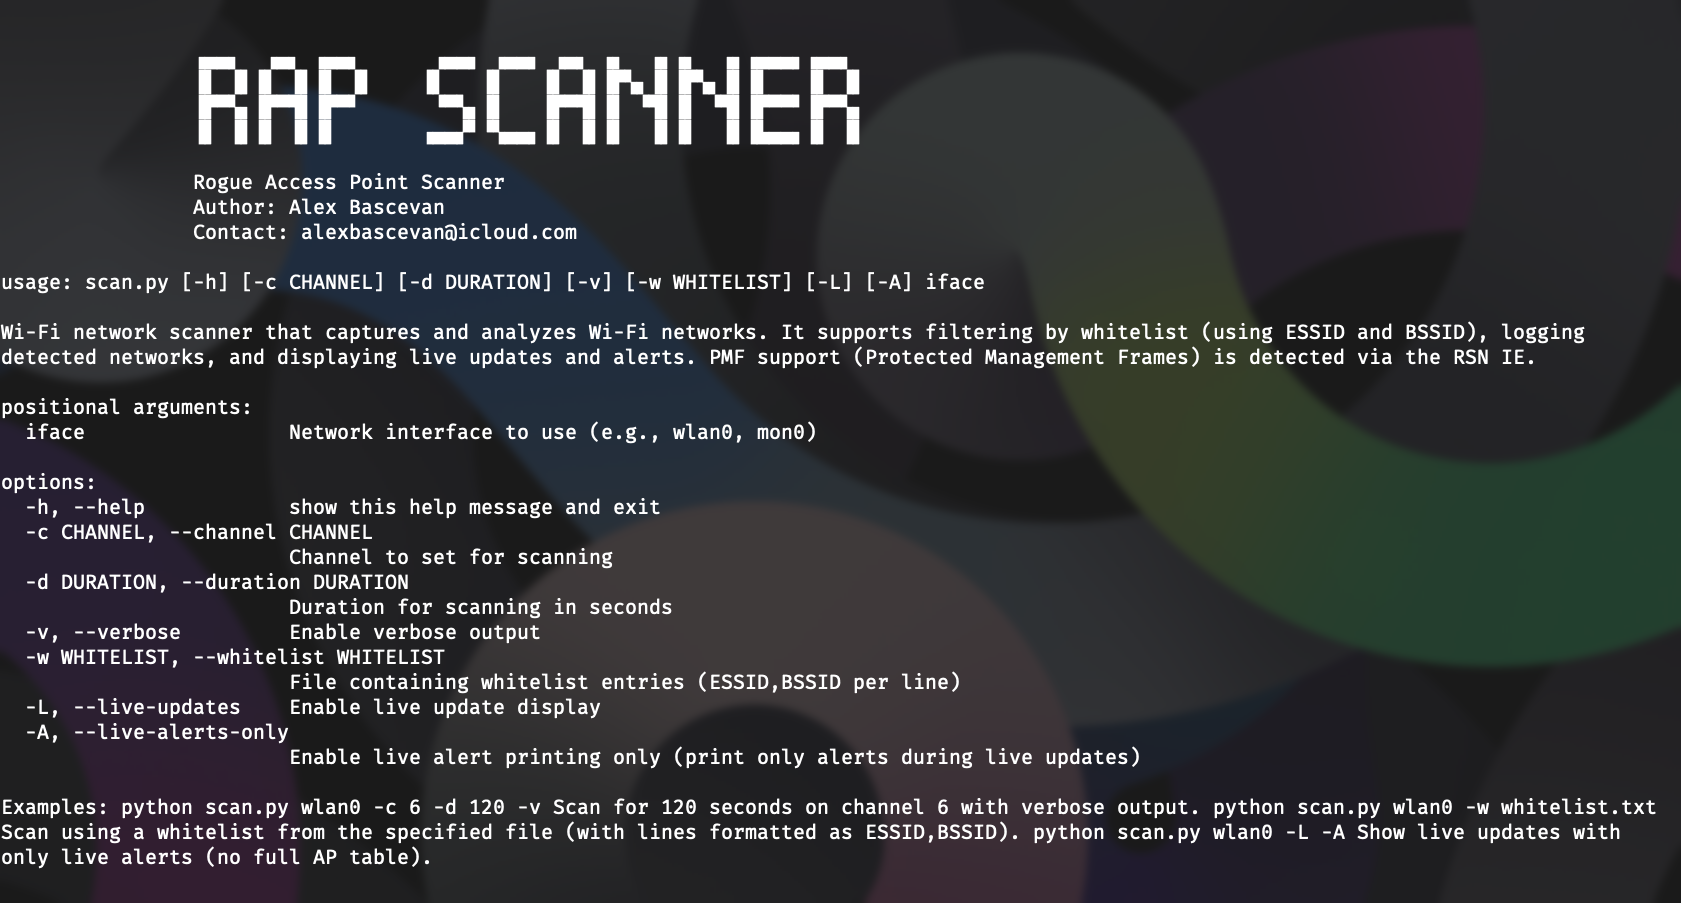 RAP SCANNER
Rogue Access Point Scanner
Author: Alex Bascevan
Contact: alexbascevan@icloud.com
usage: scan.py [-h] [-c CHANNEL] [-d DURATION] [-v] [-w WHITELIST] [-L] [-A] iface
Wi-Fi network scanner that captures and analyzes Wi-Fi networks. It supports filtering by whitelist (using ESSID and BSSID), logging
detected networks, and displaying live updates and alerts. PMF support (Protected Management Frames) is detected via the RSN IE.
positional arguments:
  iface                 Network interface to use (e.g., wlan0, mon0)
options:
  -h, --help            show this help message and exit
  -c CHANNEL, --channel CHANNEL
                        Channel to set for scanning
  -d DURATION, --duration DURATION
                        Duration for scanning in seconds
  -v, --verbose         Enable verbose output
  -w WHITELIST, --whitelist WHITELIST
                        File containing whitelist entries (ESSID,BSSID per line)
  -L, --live-updates    Enable live update display
  -A, --live-alerts-only
                        Enable live alert printing only (print only alerts during live updates)
Examples: python scan.py wlan0 -c 6 -d 120 -v Scan for 120 seconds on channel 6 with verbose output. python scan.py wlan0 -w whitelist.txt
Scan using a whitelist from the specified file (with lines formatted as ESSID,BSSID). python scan.py wlan0 -L -A Show live updates with
only live alerts (no full AP table).